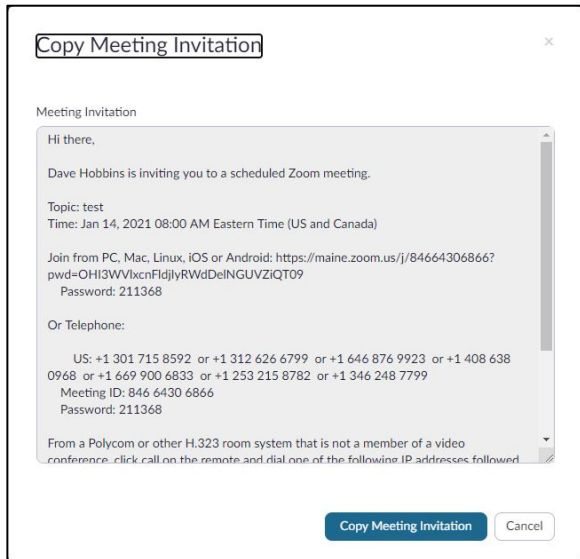 Copy Meeting Invitation
×
Meeting Invitation
Hi there,
Dave Hobbins is inviting you to a scheduled Zoom meeting.
Topic: test
Time: Jan 14, 2021 08:00 AM Eastern Time (US and Canada)
Join from PC, Mac, Linux, iOS or Android: https://maine.zoom.us/j/84664306866?
pwd=OHI3WVlxcnFldjlyRWdDelNGUVZiQT09
Password: 211368
Or Telephone:
US: +1 301 715 8592 or +1 312 626 6799 or +1 646 876 9923 or +1 408 638
0968 or +1 669 900 6833 or +1 253 215 8782 or +1 346 248 7799
Meeting ID: 846 6430 6866
Password: 211368
From a Polycom or other H.323 room system that is not a member of a video
conference, click call on the remote and dial one of the following IP addresses followed
Copy Meeting Invitation
Cancel